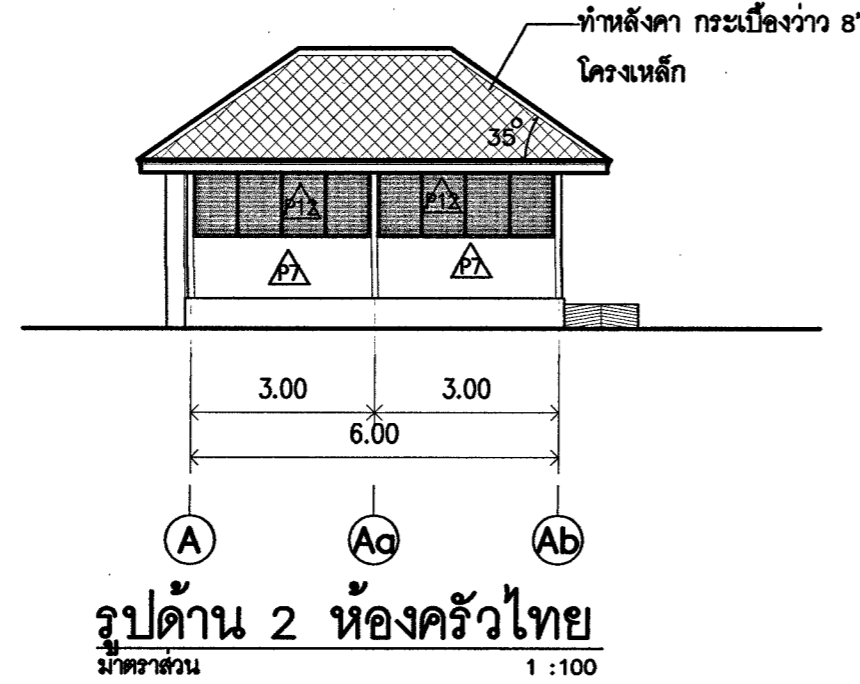 ทำหลังคา กระเบื้องว่าว 8"
โครงเหล็ก
35°
P12 P12
P7 P7
3.00 3.00
6.00
A Aa Ab
รูปด้าน 2 ห้องครัวไทย
มาตราส่วน 1 :100